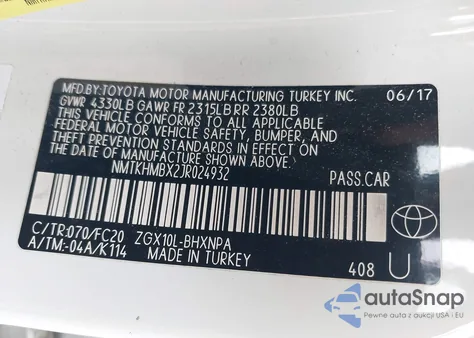 MFD.BY:TOYOTA MOTOR MANUFACTURING TURKEY INC. 06/17
GVWR 4330LB GAWR FR 2315LB RR 2380LB
THIS VEHICLE CONFORMS TO ALL APPLICABLE
FEDERAL MOTOR VEHICLE SAFETY, BUMPER, AND
THEFT PREVENTION STANDARDS IN EFFECT ON
THE DATE OF MANUFACTURE SHOWN ABOVE.
NMTKHMBX2JR024932 PASS.CAR
C/TR:070/FC20 ZGX10L-BHXNPA
A/TM:-04A/K114 MADE IN TURKEY
408 U
autoSnap
Pewne auta z aukcji USA i EU